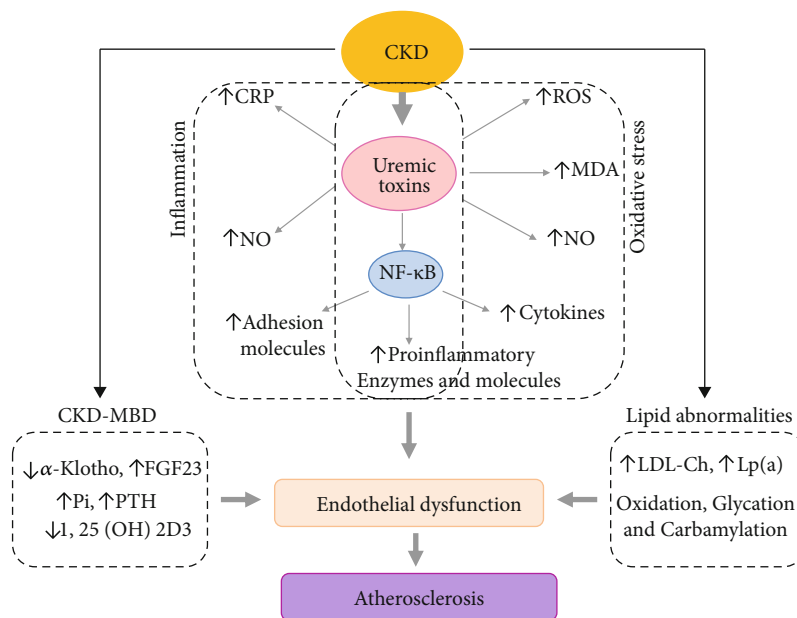 CKD
↑CRP
↑ROS
Inflammation
Uremic
toxins
Oxidative stress
↑MDA
↑NO
↑NO
NF-κB
↑Adhesion
molecules
↑Cytokines
↑Proinflammatory
Enzymes and molecules
CKD-MBD
Lipid abnormalities
↓α-Klotho, ↑FGF23
↑Pi, ↑PTH
↓1, 25 (OH) 2D3
↑LDL-Ch, ↑Lp(a)
Oxidation, Glycation
and Carbamylation
Endothelial dysfunction
Atherosclerosis